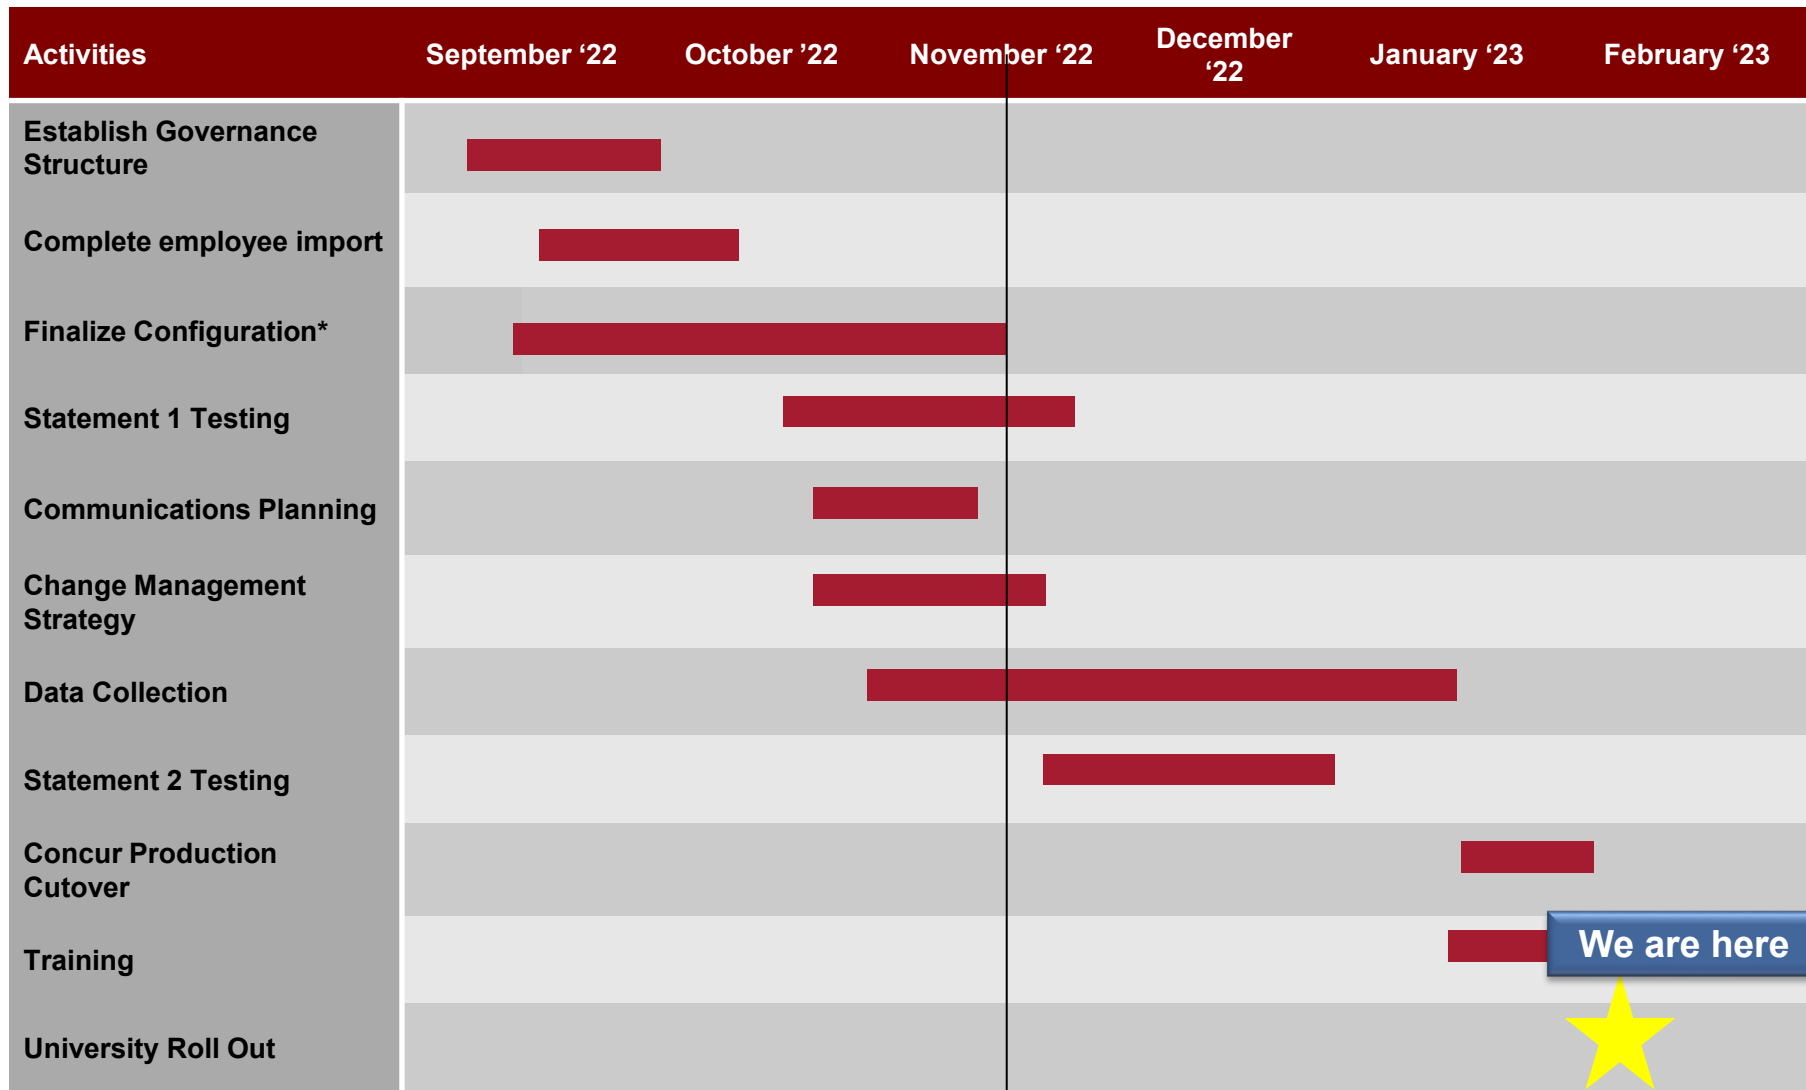 Activities
September ‘22
October ’22
November ‘22
December
‘22
January ‘23
February ‘23
Establish Governance
Structure
Complete employee import
Finalize Configuration*
Statement 1 Testing
Communications Planning
Change Management
Strategy
Data Collection
Statement 2 Testing
Concur Production
Cutover
Training
We are here
University Roll Out